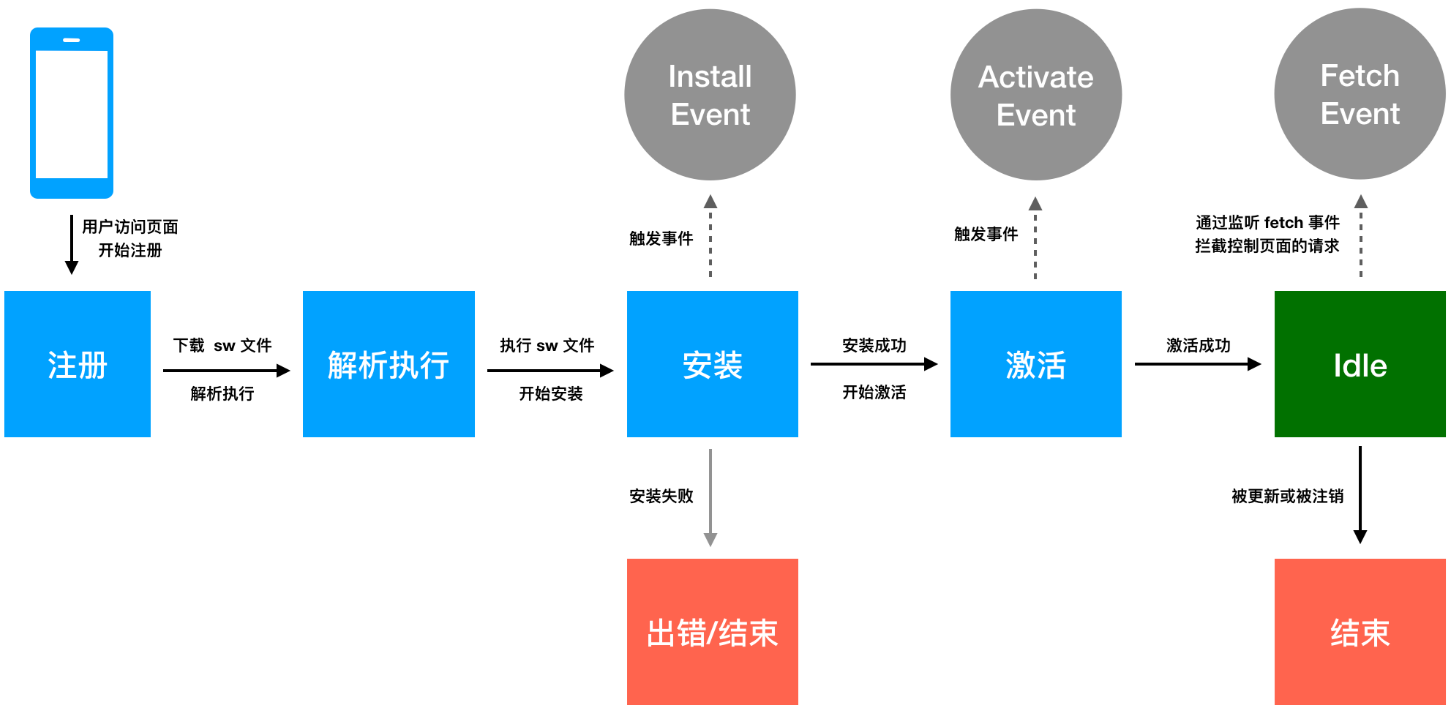 Install
Event
Activate
Event
Fetch
Event
用户访问页面
开始注册
触发事件
触发事件
通过监听 fetch 事件
拦截控制页面的请求
注册
下载 sw 文件
解析执行
解析执行
执行 sw 文件
开始安装
安装
安装成功
开始激活
激活
激活成功
Idle
安装失败
被更新或被注销
出错/结束
结束